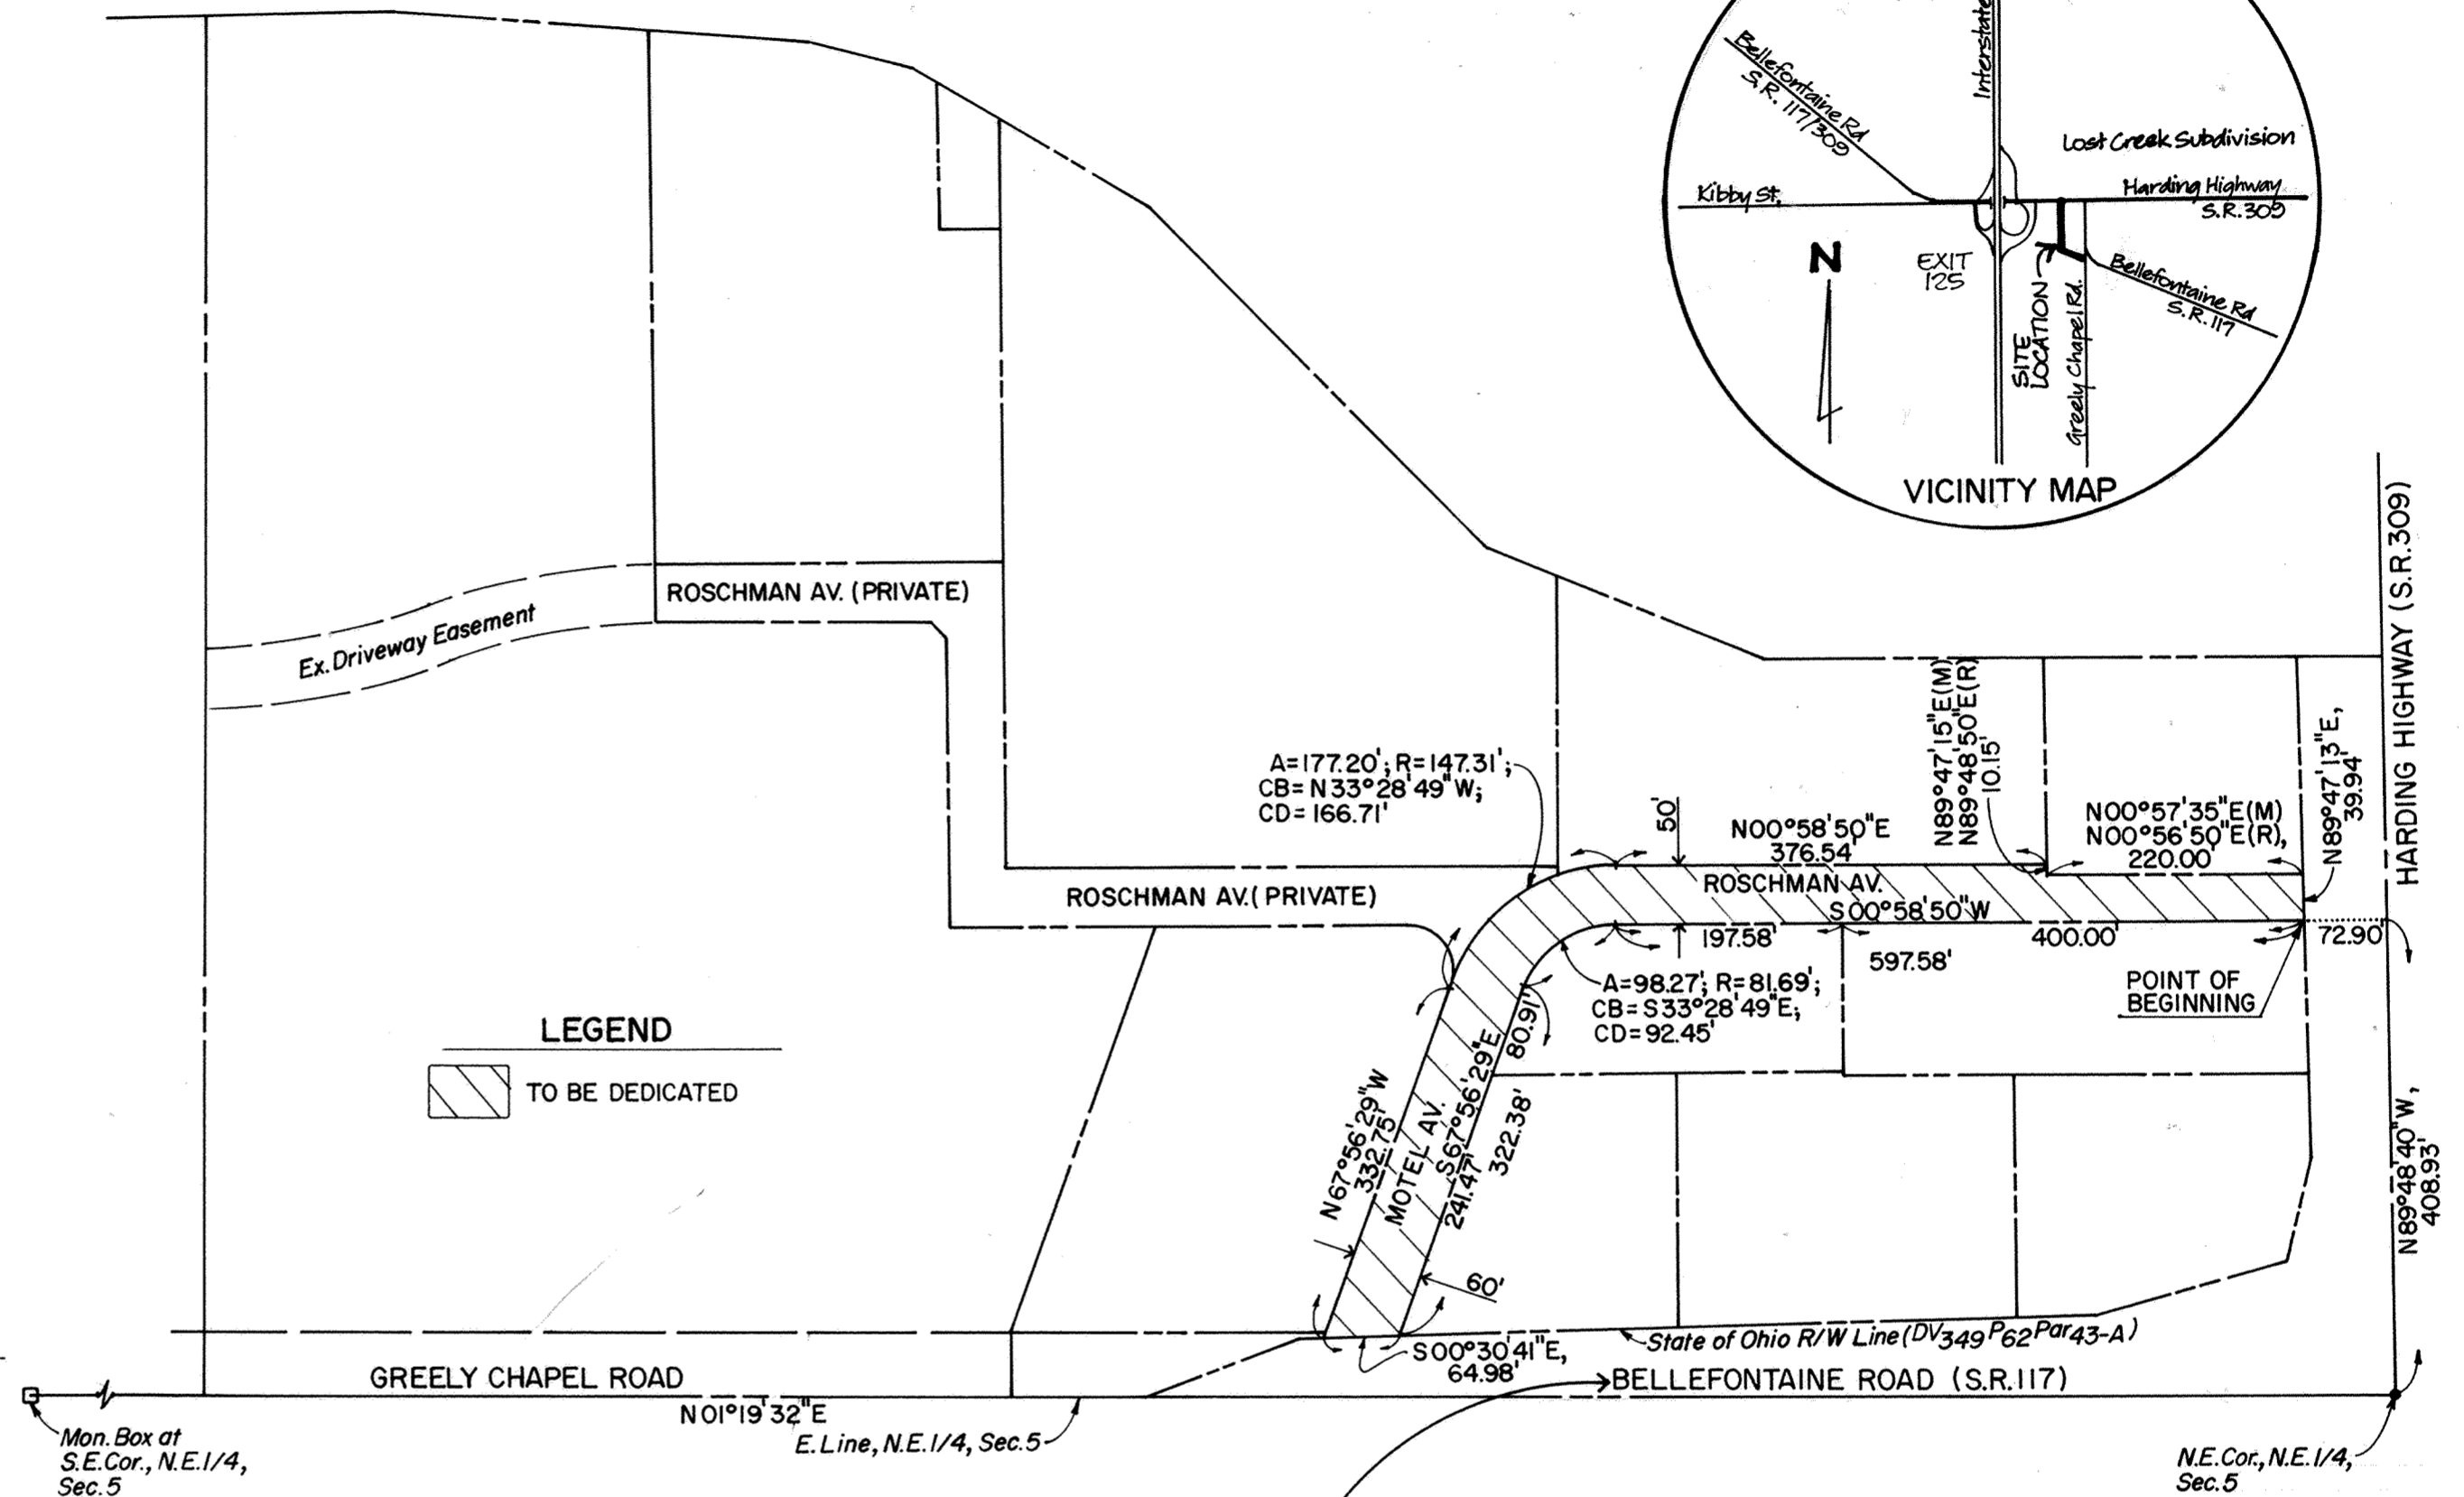 Interstate
Bellefontaine Rd
S.R. 117/309
Lost Creek Subdivision
Kibby St.
Harding Highway
S.R. 309
N
EXIT
125
SITE
LOCATION
Greely Chapel Rd.
Bellefontaine Rd
S.R. 117
VICINITY MAP
HARDING HIGHWAY (S.R.309)
ROSCHMAN AV. (PRIVATE)
Ex. Driveway Easement
A=177.20'; R=147.31';
CB= N33°28'49"W;
CD= 166.71'
50'
N00°58'50"E
376.54'
N89°47'15"E(M)
N89°48'50"E(R)
10.15'
N00°57'35"E(M)
N00°56'50"E(R),
220.00'
N89°47'13"E,
39.94'
ROSCHMAN AV. (PRIVATE)
ROSCHMAN AV.
S00°58'50"W
197.58'
400.00'
72.90'
597.58'
POINT OF
BEGINNING
A=98.27'; R=81.69';
CB= S33°28'49"E;
CD= 92.45'
LEGEND
TO BE DEDICATED
N67°56'29"W
332.75'
MOTEL AV.
S67°56'29"E
80.91'
241.47'
322.38'
60'
N89°48'40"W,
408.93'
State of Ohio R/W Line (DV349 P62 Par43-A)
S00°30'41"E,
64.98'
GREELY CHAPEL ROAD
BELLEFONTAINE ROAD (S.R.117)
N01°19'32"E
Mon. Box at
S.E.Cor., N.E.1/4,
Sec.5
E. Line, N.E.1/4, Sec.5
N.E.Cor., N.E.1/4,
Sec.5